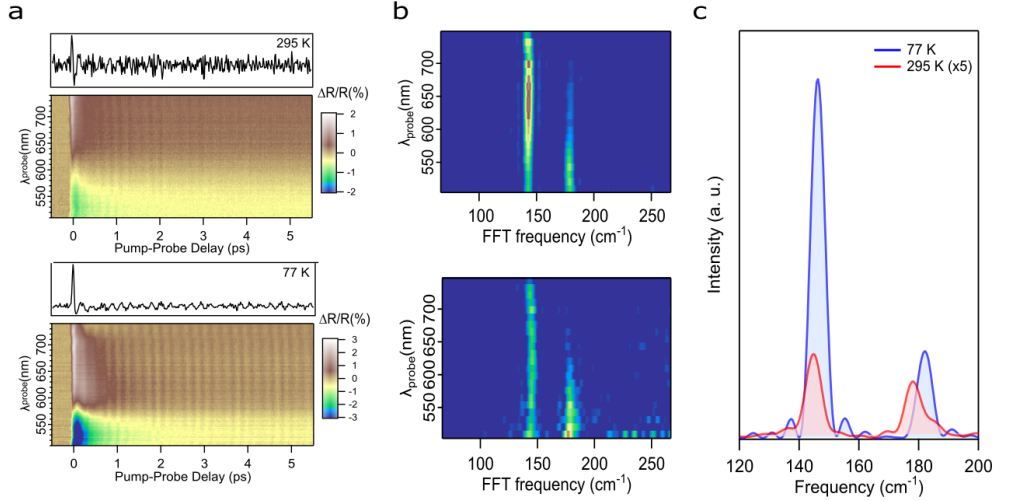 a
295 K
λprobe(nm)
700
650
600
550
0
1
2
3
4
5
Pump-Probe Delay (ps)
ΔR/R(%)
2
1
0
-1
-2
77 K
λprobe(nm)
700
650
600
550
0
1
2
3
4
5
Pump-Probe Delay (ps)
ΔR/R(%)
3
2
1
0
-1
-2
-3
b
λprobe(nm)
700
650
600
550
100
150
200
250
FFT frequency (cm-1)
λprobe(nm)
700
650
600
550
100
150
200
250
FFT frequency (cm-1)
c
77 K
295 K (x5)
Intensity (a. u.)
120
140
160
180
200
Frequency (cm-1)